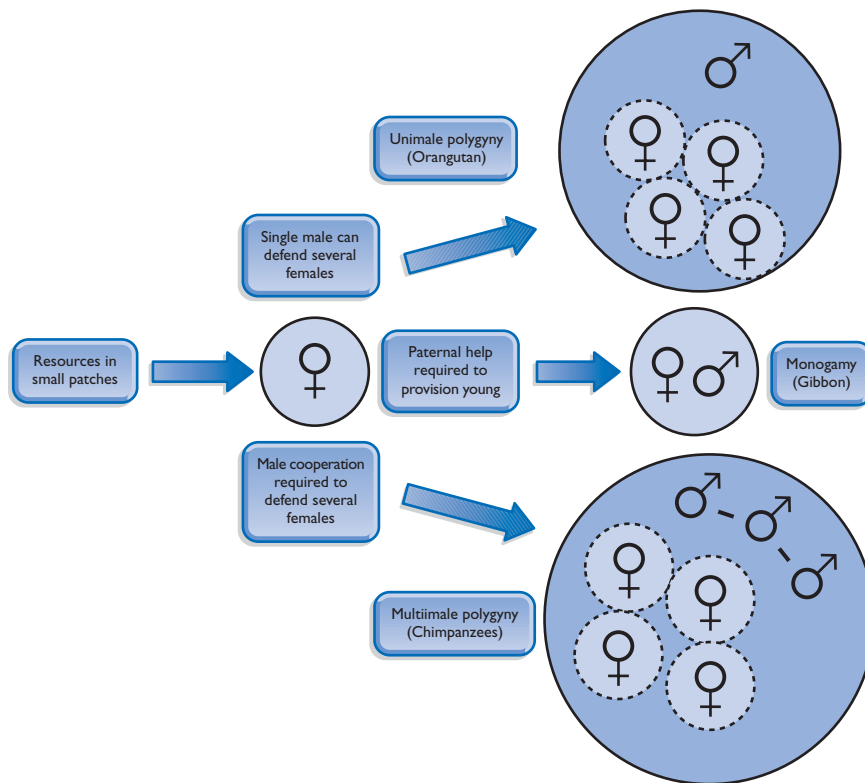 Unimale polygyny
(Orangutan)
Single male can
defend several
females
Resources in
small patches
Paternal help
required to
provision young
Monogamy
(Gibbon)
Male cooperation
required to
defend several
females
Multiimale polygyny
(Chimpanzees)